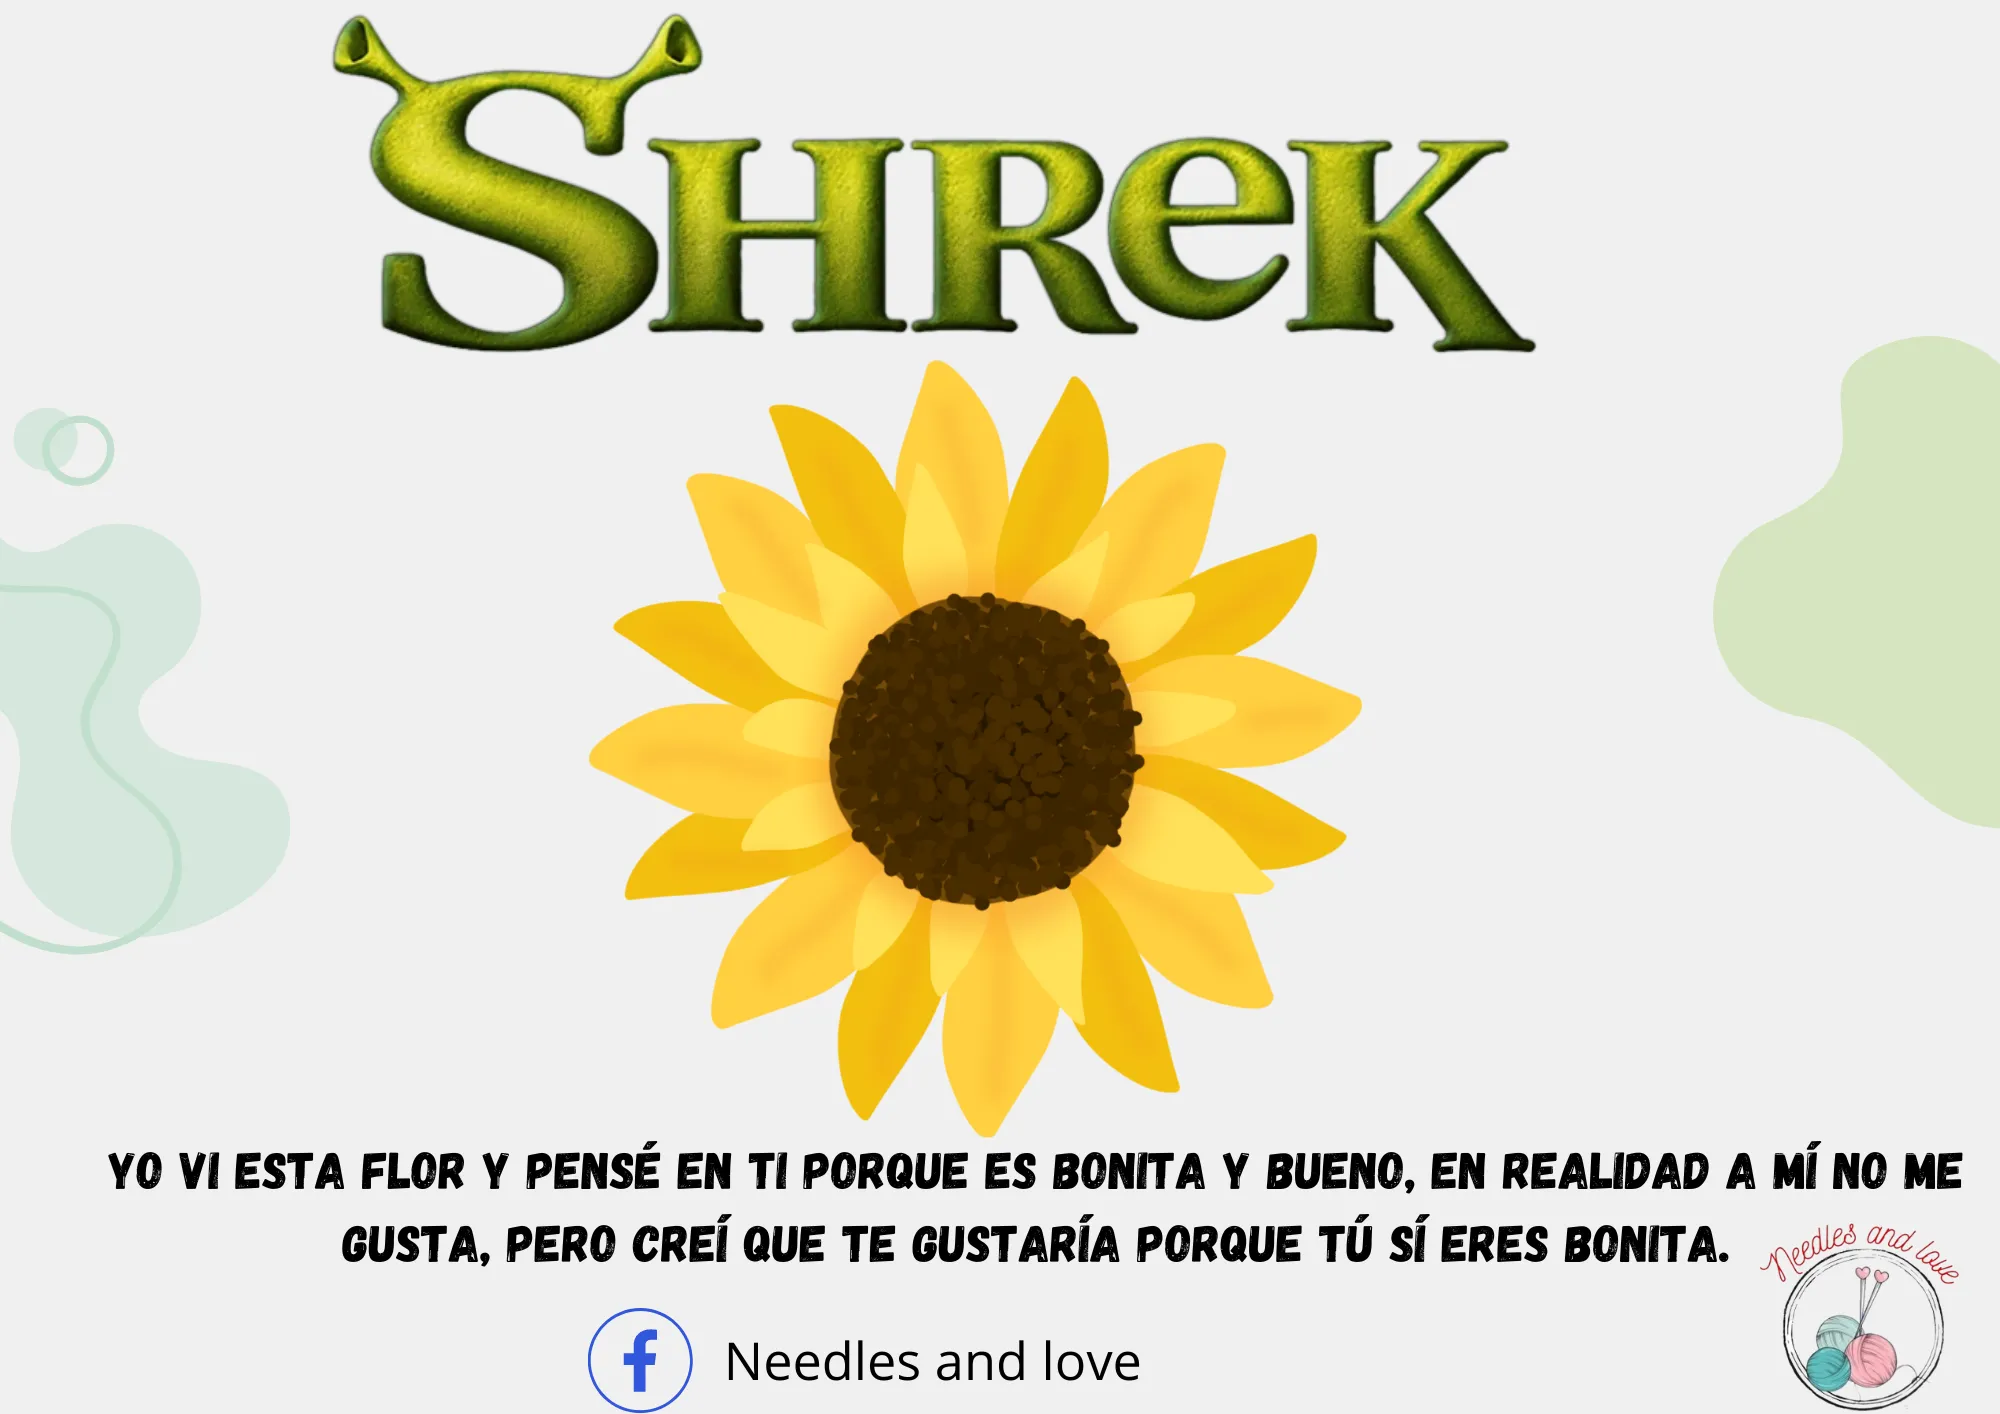 SHREK
YO VI ESTA FLOR Y PENSÉ EN TI PORQUE ES BONITA Y BUENO, EN REALIDAD A MÍ NO ME
GUSTA, PERO CREÍ QUE TE GUSTARÍA PORQUE TÚ SÍ ERES BONITA.
Needles and love
f Needles and love